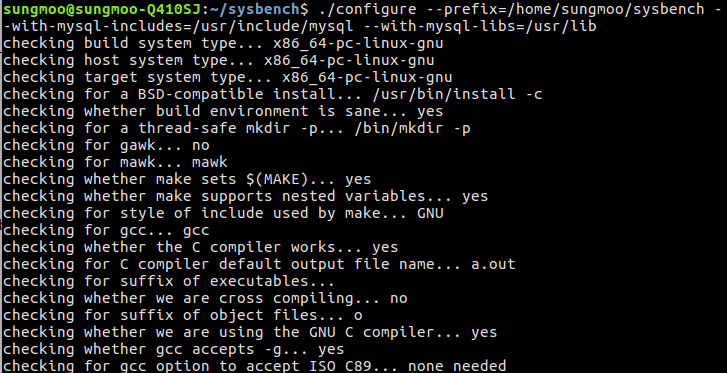 sungmoo@sungmoo-Q410SJ:~/sysbench$ ./configure --prefix=/home/sungmoo/sysbench -
-with-mysql-includes=/usr/include/mysql --with-mysql-libs=/usr/lib
checking build system type... x86_64-pc-linux-gnu
checking host system type... x86_64-pc-linux-gnu
checking target system type... x86_64-pc-linux-gnu
checking for a BSD-compatible install... /usr/bin/install -c
checking whether build environment is sane... yes
checking for a thread-safe mkdir -p... /bin/mkdir -p
checking for gawk... no
checking for mawk... mawk
checking whether make sets $(MAKE)... yes
checking whether make supports nested variables... yes
checking for style of include used by make... GNU
checking for gcc... gcc
checking whether the C compiler works... yes
checking for C compiler default output file name... a.out
checking for suffix of executables...
checking whether we are cross compiling... no
checking for suffix of object files... o
checking whether we are using the GNU C compiler... yes
checking whether gcc accepts -g... yes
checking for gcc option to accept ISO C89... none needed